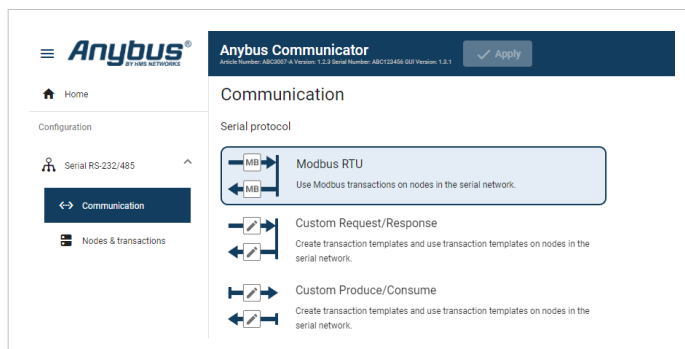 Anybus®
BY HMS NETWORKS
Anybus Communicator
Article Number: ABC3007-A Version: 1.2.3 Serial Number: ABC123456 GUI Version: 1.3.1
Apply
Home
Configuration
Serial RS-232/485
Communication
Nodes & transactions
Communication
Serial protocol
MB
MB
Modbus RTU
Use Modbus transactions on nodes in the serial network.
Custom Request/Response
Create transaction templates and use transaction templates on nodes in the
serial network.
Custom Produce/Consume
Create transaction templates and use transaction templates on nodes in the
serial network.